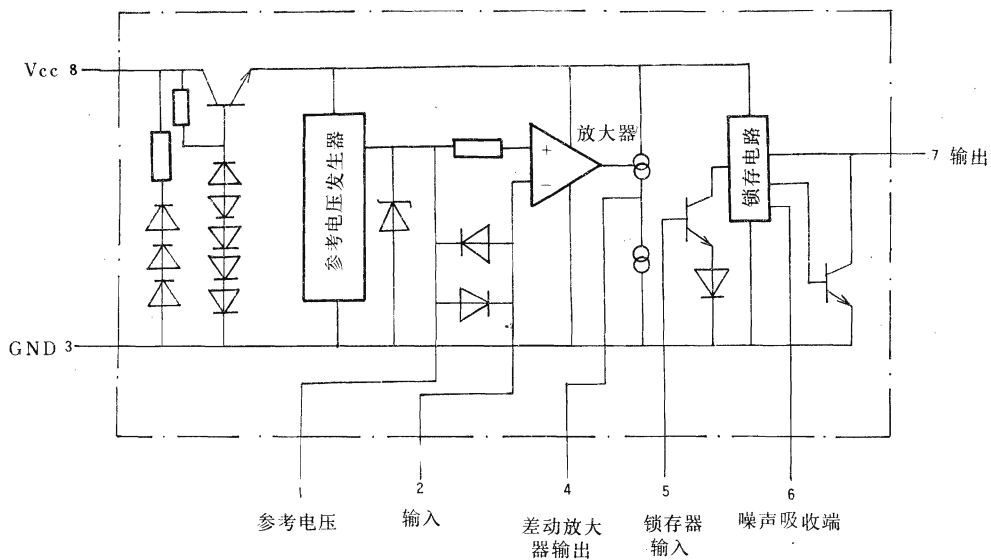 Vcc 8
参考电压发生器
+
−
放大器
锁存电路
7 输出
GND 3
1
参考电压
2
输入
4
差动放大
器输出
5
锁存器
输入
6
噪声吸收端